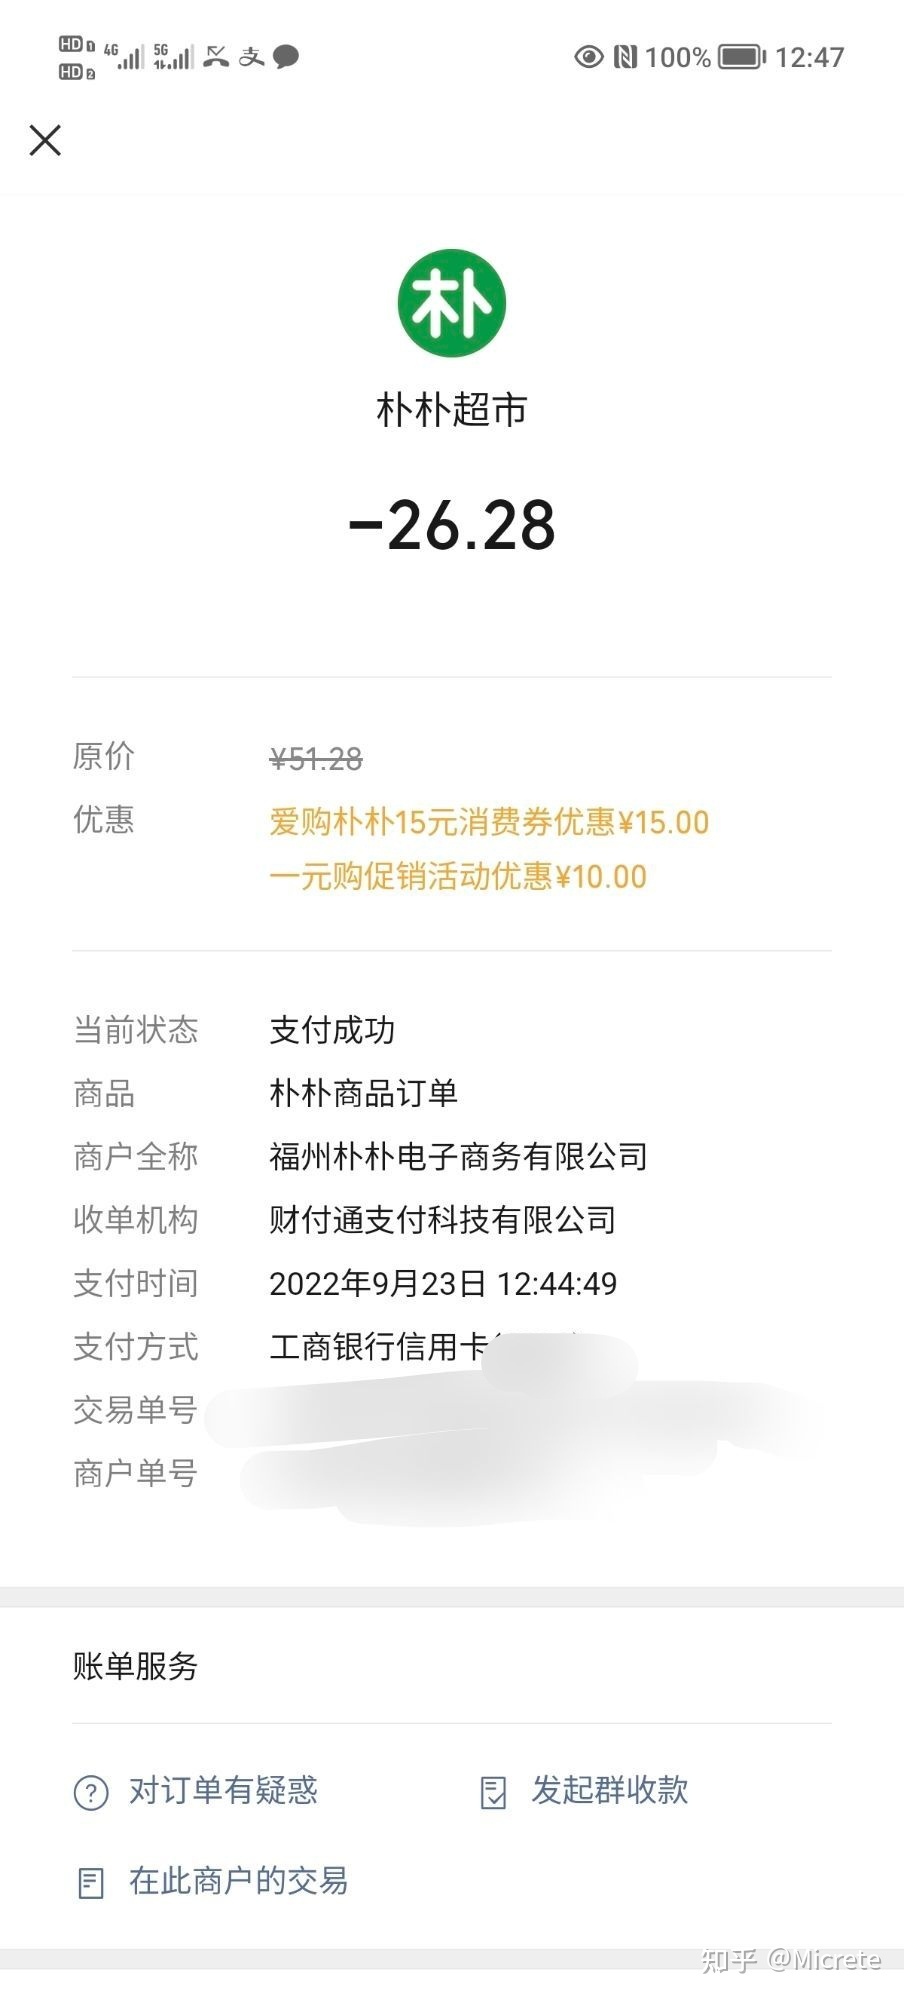 HD 1 4G 5G 支 100% 12:47
HD 2
朴
朴朴超市
-26.28
原价 ¥51.28
优惠 爱购朴朴15元消费券优惠¥15.00
一元购促销活动优惠¥10.00
当前状态 支付成功
商品 朴朴商品订单
商户全称 福州朴朴电子商务有限公司
收单机构 财付通支付科技有限公司
支付时间 2022年9月23日 12:44:49
支付方式 工商银行信用卡
交易单号
商户单号
账单服务
对订单有疑惑 发起群收款
在此商户的交易
知乎 @Micrete